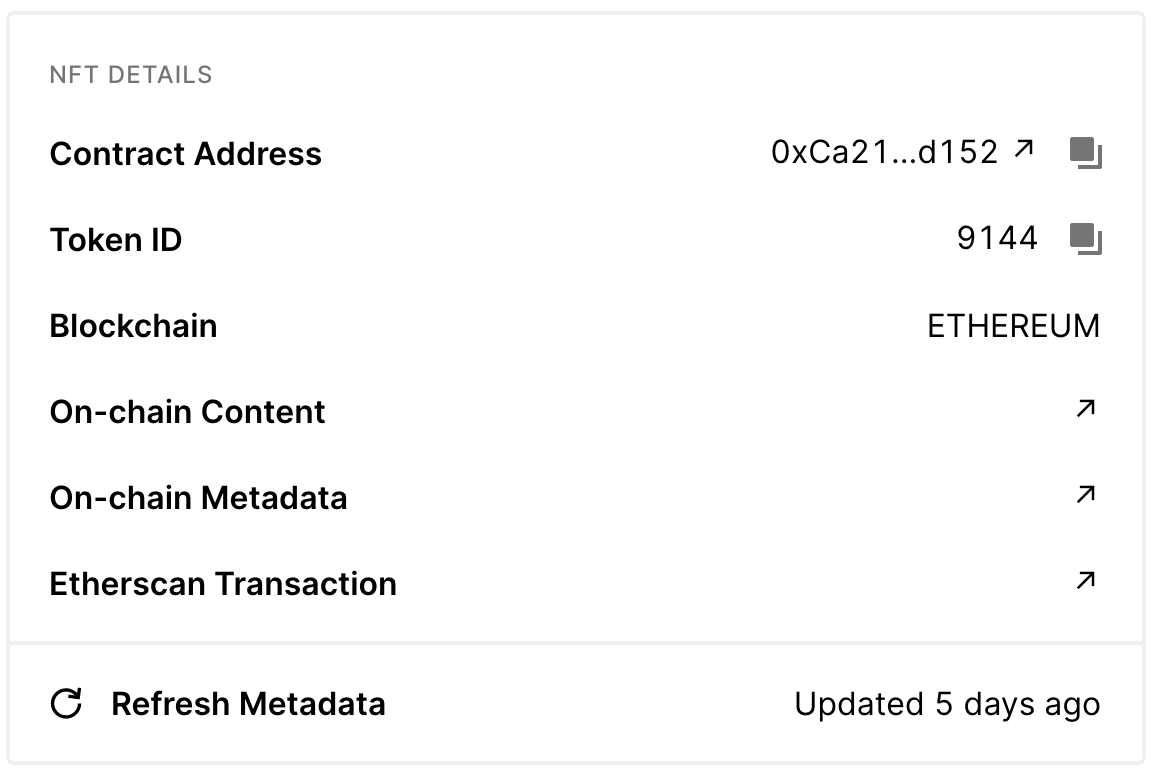 NFT DETAILS
Contract Address 0xCa21...d152 ↗
Token ID 9144
Blockchain ETHEREUM
On-chain Content ↗
On-chain Metadata ↗
Etherscan Transaction ↗
Refresh Metadata Updated 5 days ago